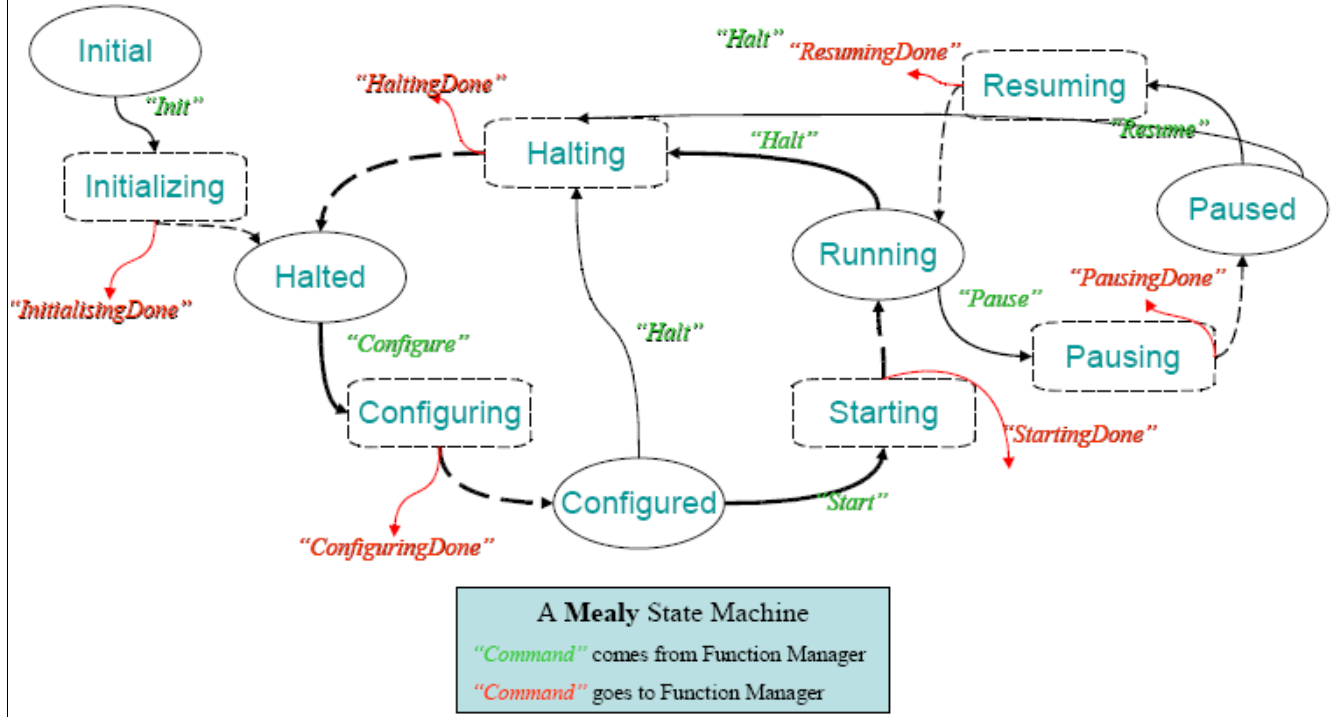 Initial
“Halt”
“ResumingDone”
“HaltingDone”
Resuming
“Init”
“Resume”
“Halt”
Halting
Initializing
Paused
Running
Halted
“PausingDone”
“InitialisingDone”
“Pause”
“Halt”
“Configure”
Pausing
Configuring
Starting
“StartingDone”
Configured
“Start”
“ConfiguringDone”
A Mealy State Machine
“Command” comes from Function Manager
“Command” goes to Function Manager